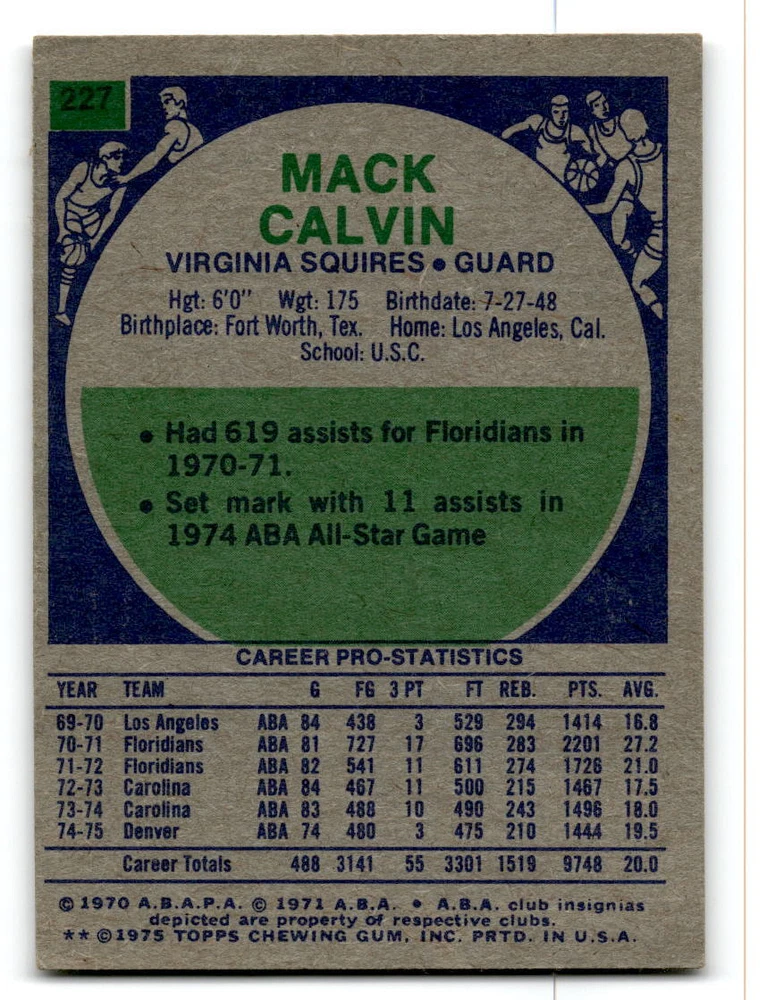 227
MACK
CALVIN
VIRGINIA SQUIRES • GUARD
Hgt: 6'0" Wgt: 175 Birthdate: 7-27-48
Birthplace: Fort Worth, Tex. Home: Los Angeles, Cal.
School: U.S.C.
• Had 619 assists for Floridians in
1970-71.
• Set mark with 11 assists in
1974 ABA All-Star Game
CAREER PRO-STATISTICS
YEAR TEAM G FG 3 PT FT REB. PTS. AVG.
69-70 Los Angeles ABA 84 438 3 529 294 1414 16.8
70-71 Floridians ABA 81 727 17 696 283 2201 27.2
71-72 Floridians ABA 82 541 11 611 274 1726 21.0
72-73 Carolina ABA 84 467 11 500 215 1467 17.5
73-74 Carolina ABA 83 488 10 490 243 1496 18.0
74-75 Denver ABA 74 480 3 475 210 1444 19.5
Career Totals 488 3141 55 3301 1519 9748 20.0
© 1970 A.B.A.P.A. © 1971 A.B.A. • A.B.A. club insignias
depicted are property of respective clubs.
** © 1975 TOPPS CHEWING GUM, INC. PRTD. IN U.S.A.